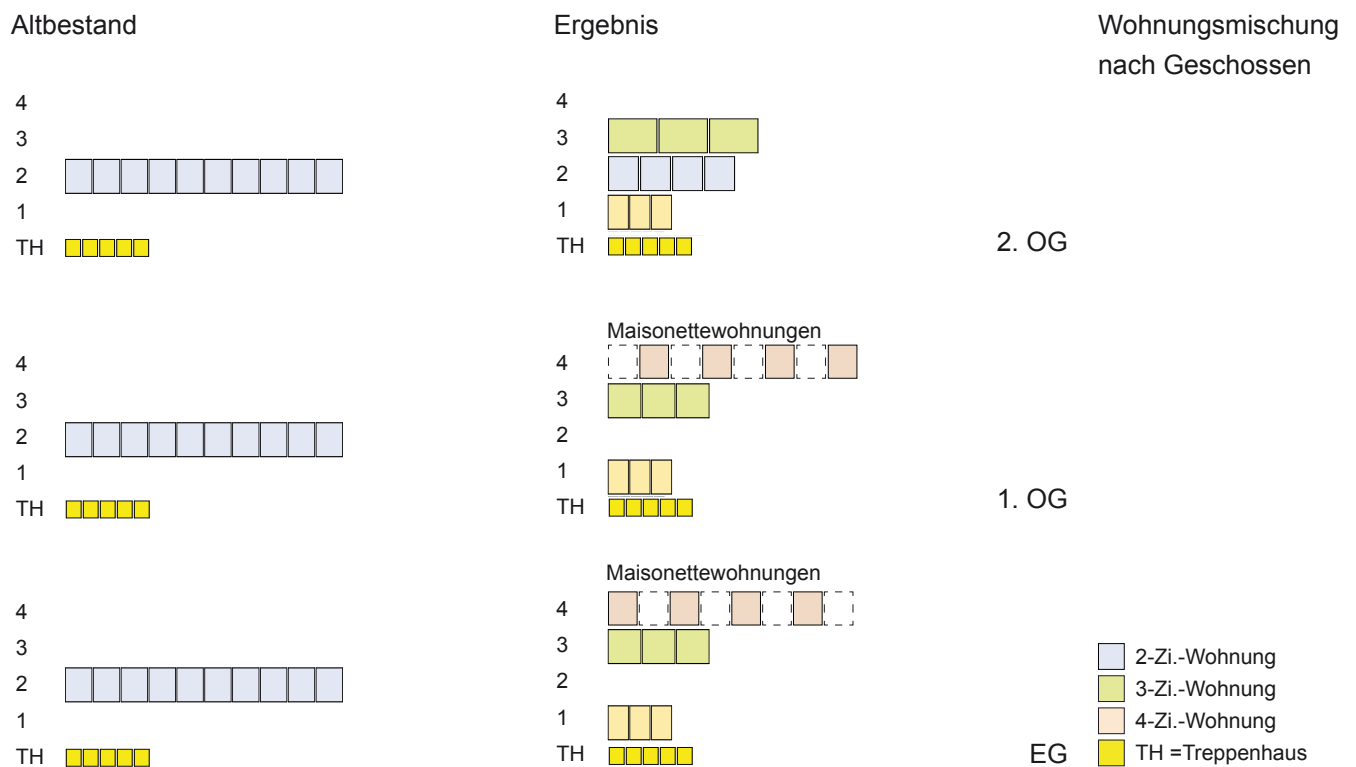 Altbestand
Ergebnis
Wohnungsmischung
nach Geschossen
4
3
2
1
TH
4
3
2
1
TH
2. OG
4
3
2
1
TH
Maisonettewohnungen
4
3
2
1
TH
1. OG
4
3
2
1
TH
Maisonettewohnungen
4
3
2
1
TH
EG
2-Zi.-Wohnung
3-Zi.-Wohnung
4-Zi.-Wohnung
TH =Treppenhaus